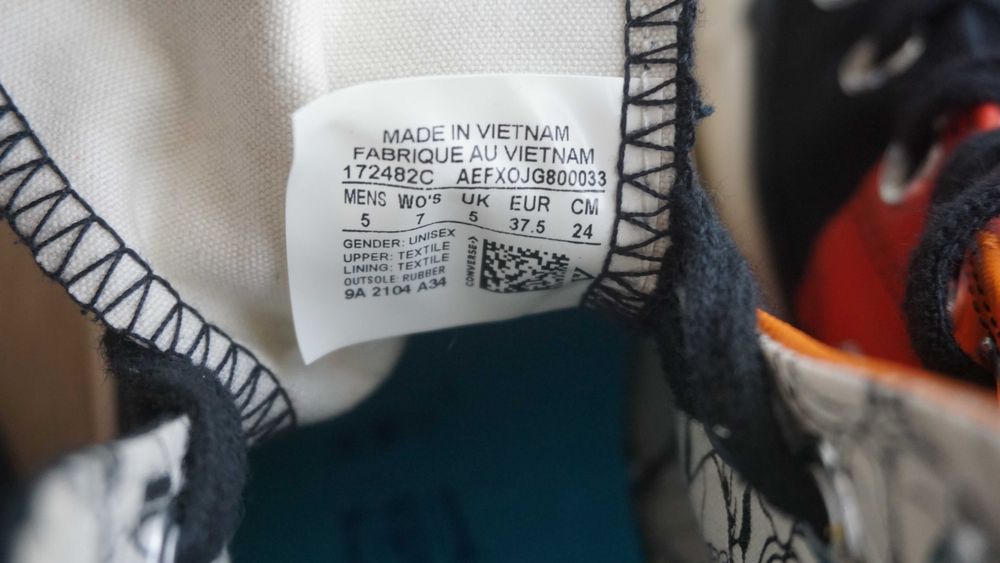 MADE IN VIETNAM
FABRIQUE AU VIETNAM
172482C AEFXOJG800033
MENS WO'S UK EUR CM
5 7 5 37.5 24
GENDER: UNISEX
UPPER: TEXTILE
LINING: TEXTILE
OUTSOLE: RUBBER
9A 2104 A34
CONVERSE